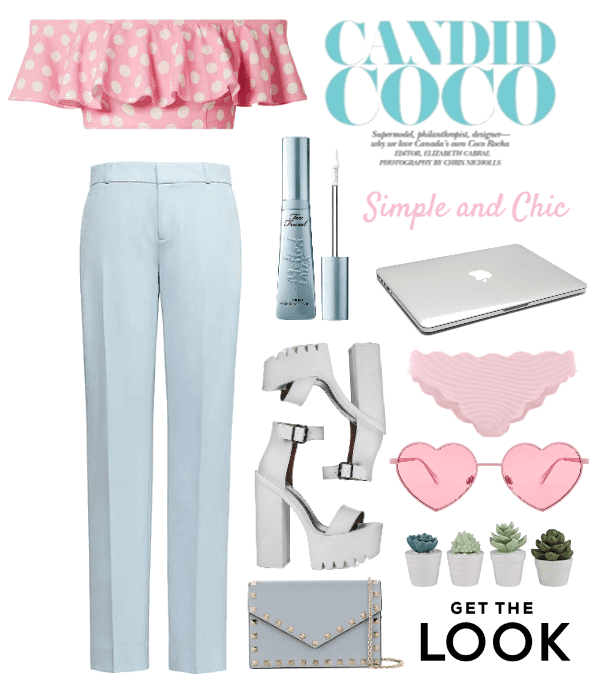 CANDID
COCO
Supermodel, philanthropist, designer—
why we love Canada's own Coco Rocha
EDITOR, ELIZABETH CABRAL
PHOTOGRAPHY BY CHRIS NICHOLLS
Simple and Chic
Too
Faced
Melted
GET THE
LOOK